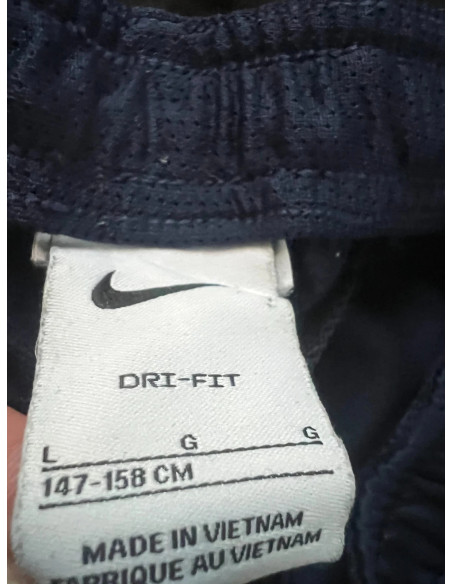 DRI-FIT
L G G
147-158 CM
MADE IN VIETNAM
FABRIQUE AU VIETNAM